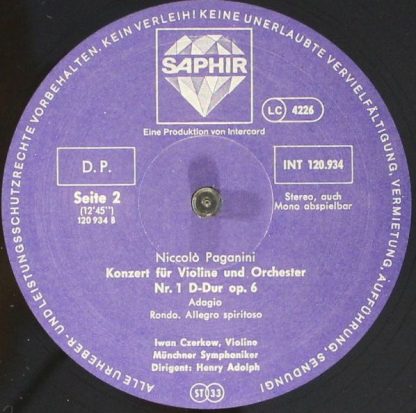 ALLE URHEBER- UND LEISTUNGSSCHUTZRECHTE VORBEHALTEN. KEIN VERLEIH! KEINE UNERLAUBTE VERVIELFÄLTIGUNG, VERMIETUNG, AUFFÜHRUNG, SENDUNG!
SAPHIR
LC 4226
Eine Produktion von Intercord
D.P.
INT 120.934
Seite 2
(12'45'')
120 934 B
Stereo, auch
Mono abspielbar
Niccolò Paganini
Konzert für Violine und Orchester
Nr. 1 D-Dur op. 6
Adagio
Rondo. Allegro spiritoso
Iwan Czerkow, Violine
Münchner Symphoniker
Dirigent: Henry Adolph
ST 33